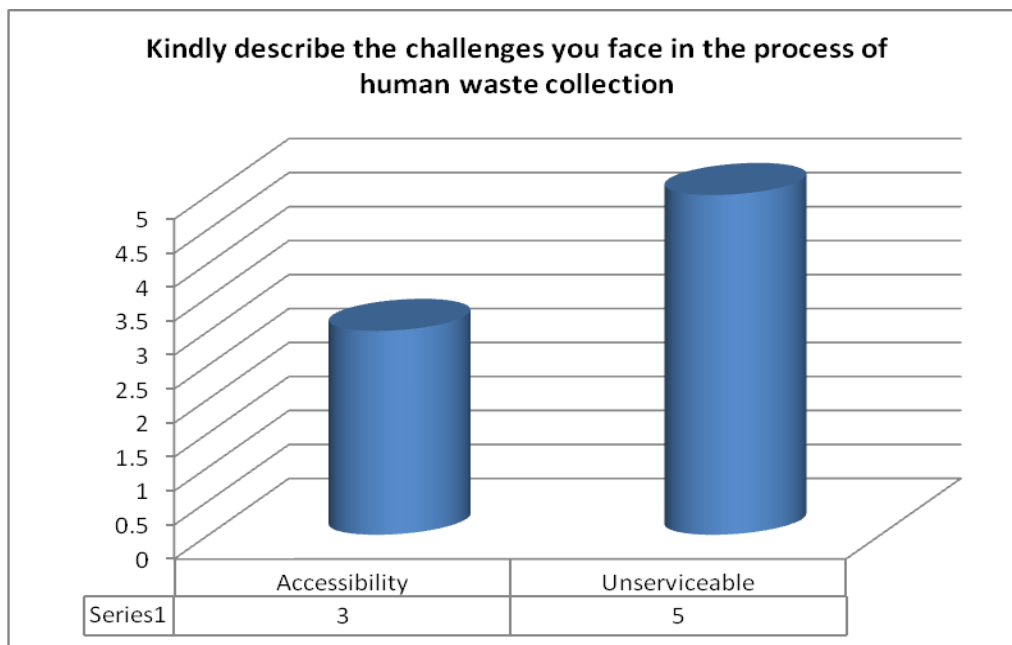 Kindly describe the challenges you face in the process of
human waste collection
5
4.5
4
3.5
3
2.5
2
1.5
1
0.5
0
Accessibility Unserviceable
Series1 3 5